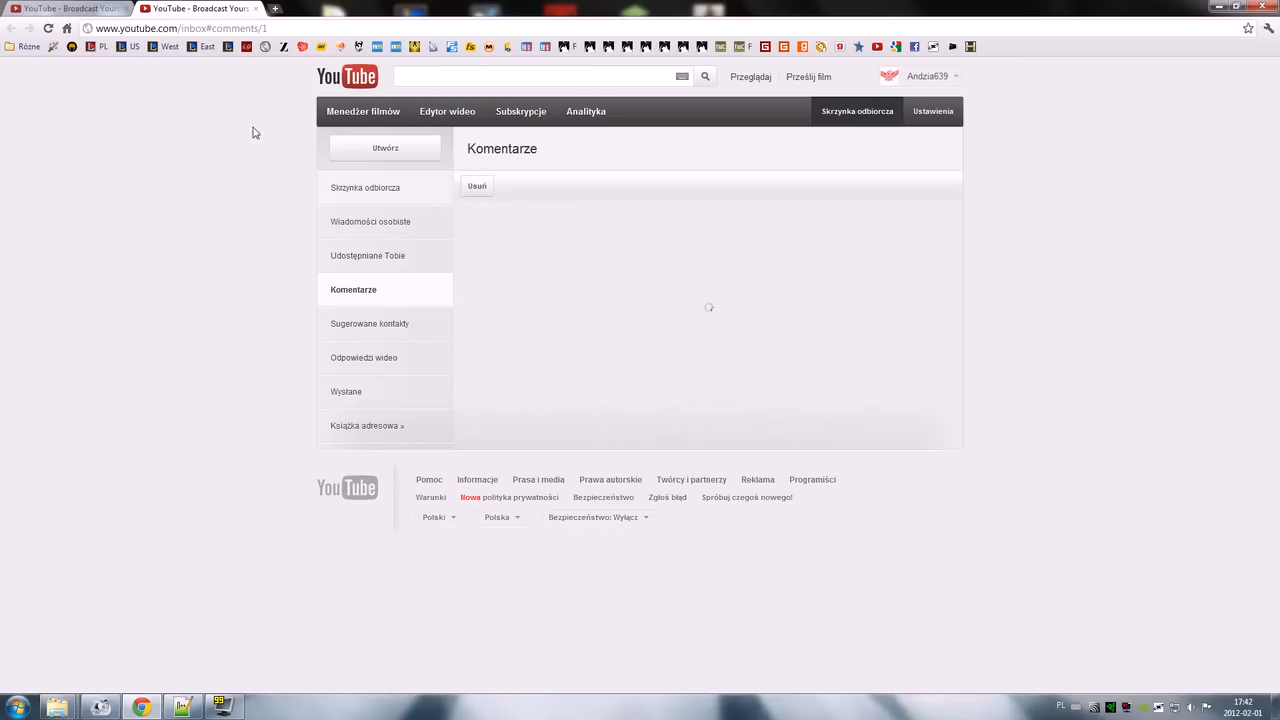 YouTube - Broadcast Yours
YouTube - Broadcast Yours
www.youtube.com/inbox#comments/1
Różne
PL
US
West
East
F
F
YouTube
Przeglądaj
Prześlij film
Andzia639
Menedżer filmów
Edytor wideo
Subskrypcje
Analityka
Skrzynka odbiorcza
Ustawienia
Utwórz
Komentarze
Skrzynka odbiorcza
Usuń
Wiadomości osobiste
Udostępniane Tobie
Komentarze
Sugerowane kontakty
Odpowiedzi wideo
Wysłane
Książka adresowa »
YouTube
Pomoc
Informacje
Prasa i media
Prawa autorskie
Twórcy i partnerzy
Reklama
Programiści
Warunki
Nowa polityka prywatności
Bezpieczeństwo
Zgłoś błąd
Spróbuj czegoś nowego!
Polski
Polska
Bezpieczeństwo: Wyłącz
99
PL
17:42
2012-02-01